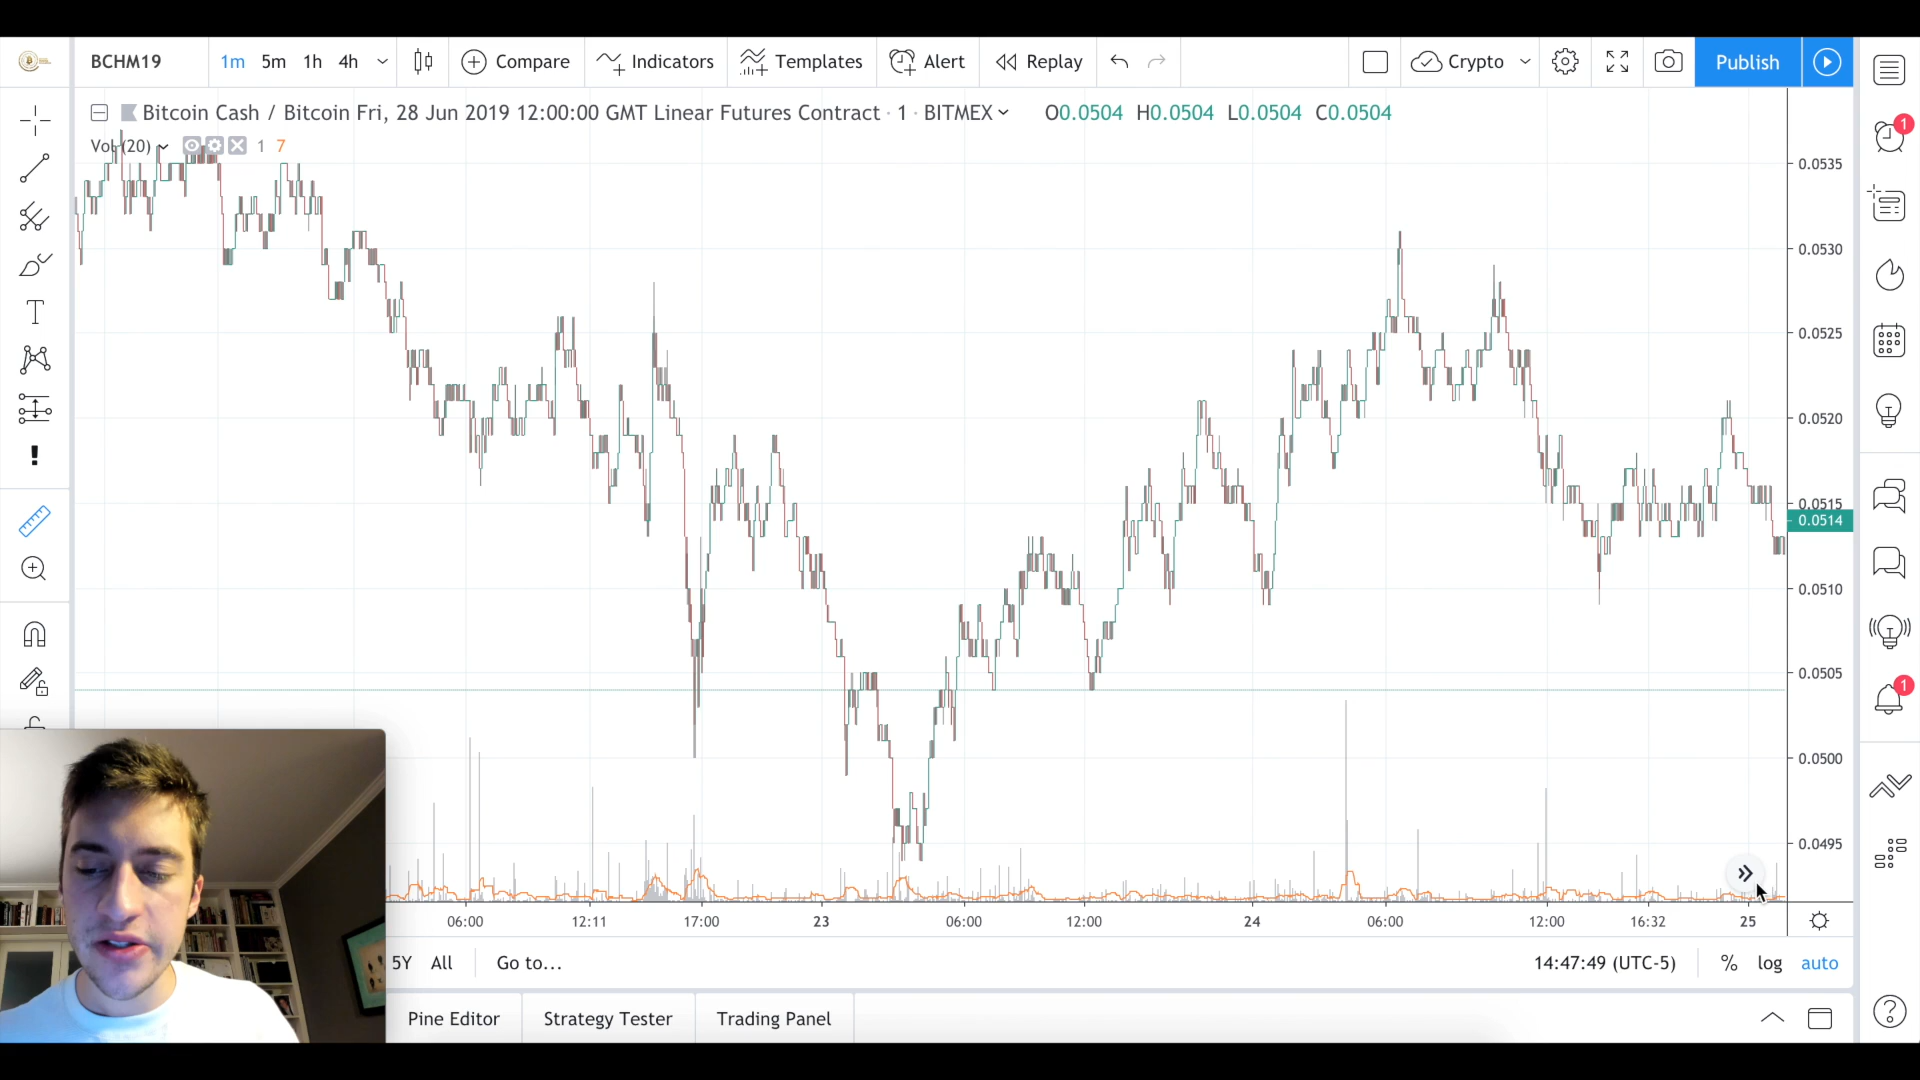 BCHM19 1m 5m 1h 4h Compare Indicators Templates Alert Replay Crypto Publish
Bitcoin Cash / Bitcoin Fri, 28 Jun 2019 12:00:00 GMT Linear Futures Contract · 1 · BITMEX O0.0504 H0.0504 L0.0504 C0.0504
1
Vol (20) 1 7
0.0535
0.0530
0.0525
0.0520
0.0515
0.0514
0.0510
0.0505
1
0.0500
0.0495
06:00 12:11 17:00 23 06:00 12:00 24 06:00 12:00 16:32 25
5Y All Go to... 14:47:49 (UTC-5) % log auto
Pine Editor Strategy Tester Trading Panel